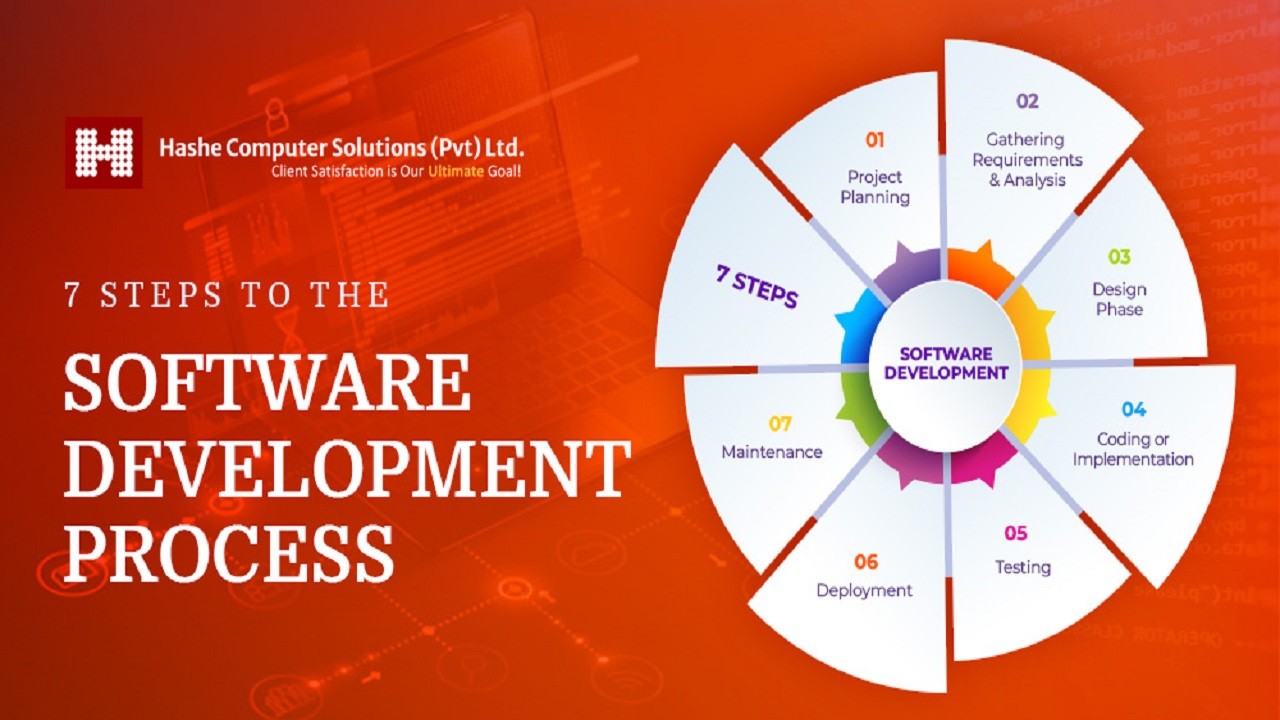 Hashe Computer Solutions (Pvt) Ltd.
Client Satisfaction is Our Ultimate Goal!
7 STEPS TO THE
SOFTWARE
DEVELOPMENT
PROCESS
7 STEPS
01
Project
Planning
02
Gathering
Requirements
& Analysis
03
Design
Phase
04
Coding or
Implementation
05
Testing
06
Deployment
07
Maintenance
SOFTWARE
DEVELOPMENT